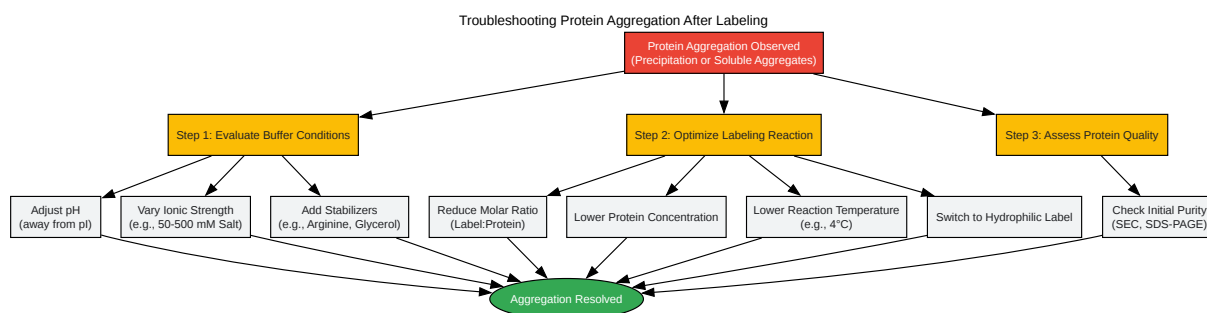 Troubleshooting Protein Aggregation After Labeling
Protein Aggregation Observed
(Precipitation or Soluble Aggregates)
Step 1: Evaluate Buffer Conditions
Step 2: Optimize Labeling Reaction
Step 3: Assess Protein Quality
Adjust pH
(away from pI)
Vary Ionic Strength
(e.g., 50-500 mM Salt)
Add Stabilizers
(e.g., Arginine, Glycerol)
Reduce Molar Ratio
(Label:Protein)
Lower Protein Concentration
Lower Reaction Temperature
(e.g., 4°C)
Switch to Hydrophilic Label
Check Initial Purity
(SEC, SDS-PAGE)
Aggregation Resolved